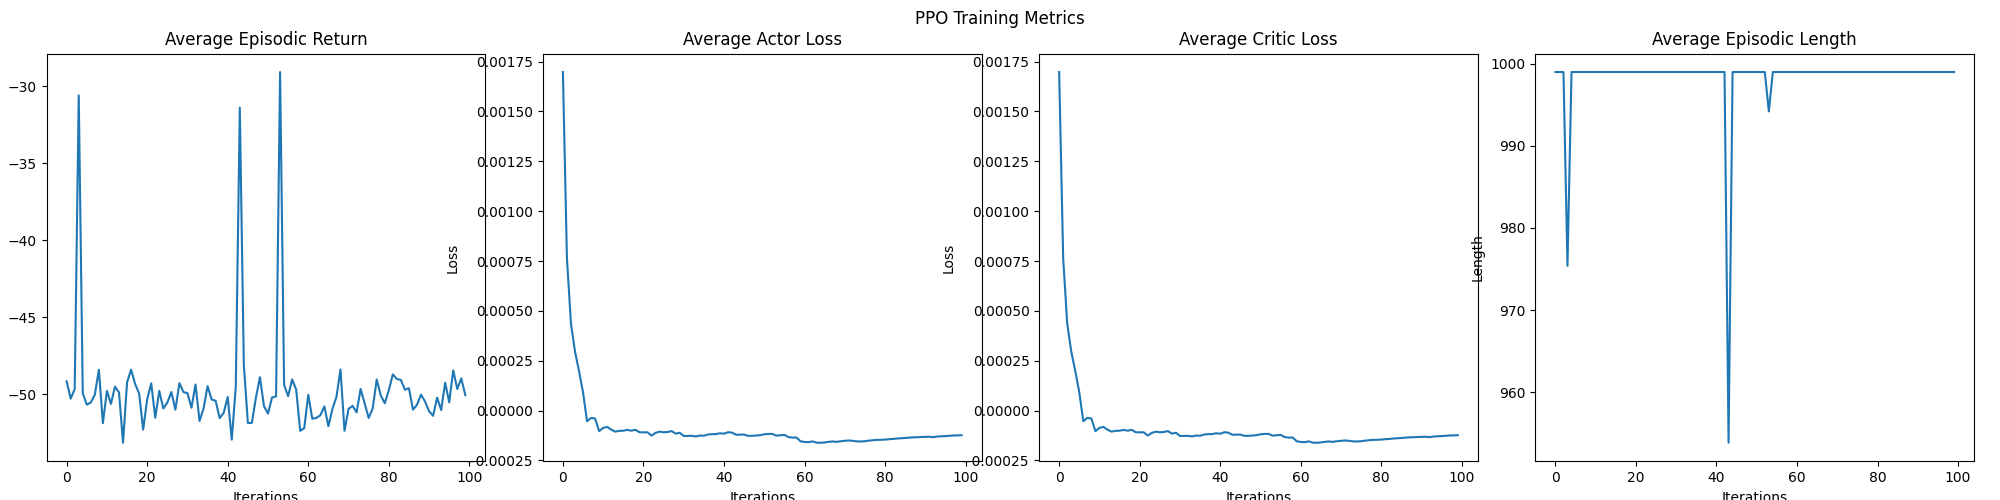 PPO Training Metrics
Average Episodic Return
−30
−35
−40
−45
−50
0 20 40 60 80 100
Iterations
Average Actor Loss
Loss
0.00175
0.00150
0.00125
0.00100
0.00075
0.00050
0.00025
0.00000
0.00025
0 20 40 60 80 100
Iterations
Average Critic Loss
Loss
0.00175
0.00150
0.00125
0.00100
0.00075
0.00050
0.00025
0.00000
0.00025
0 20 40 60 80 100
Iterations
Average Episodic Length
Length
1000
990
980
970
960
0 20 40 60 80 100
Iterations